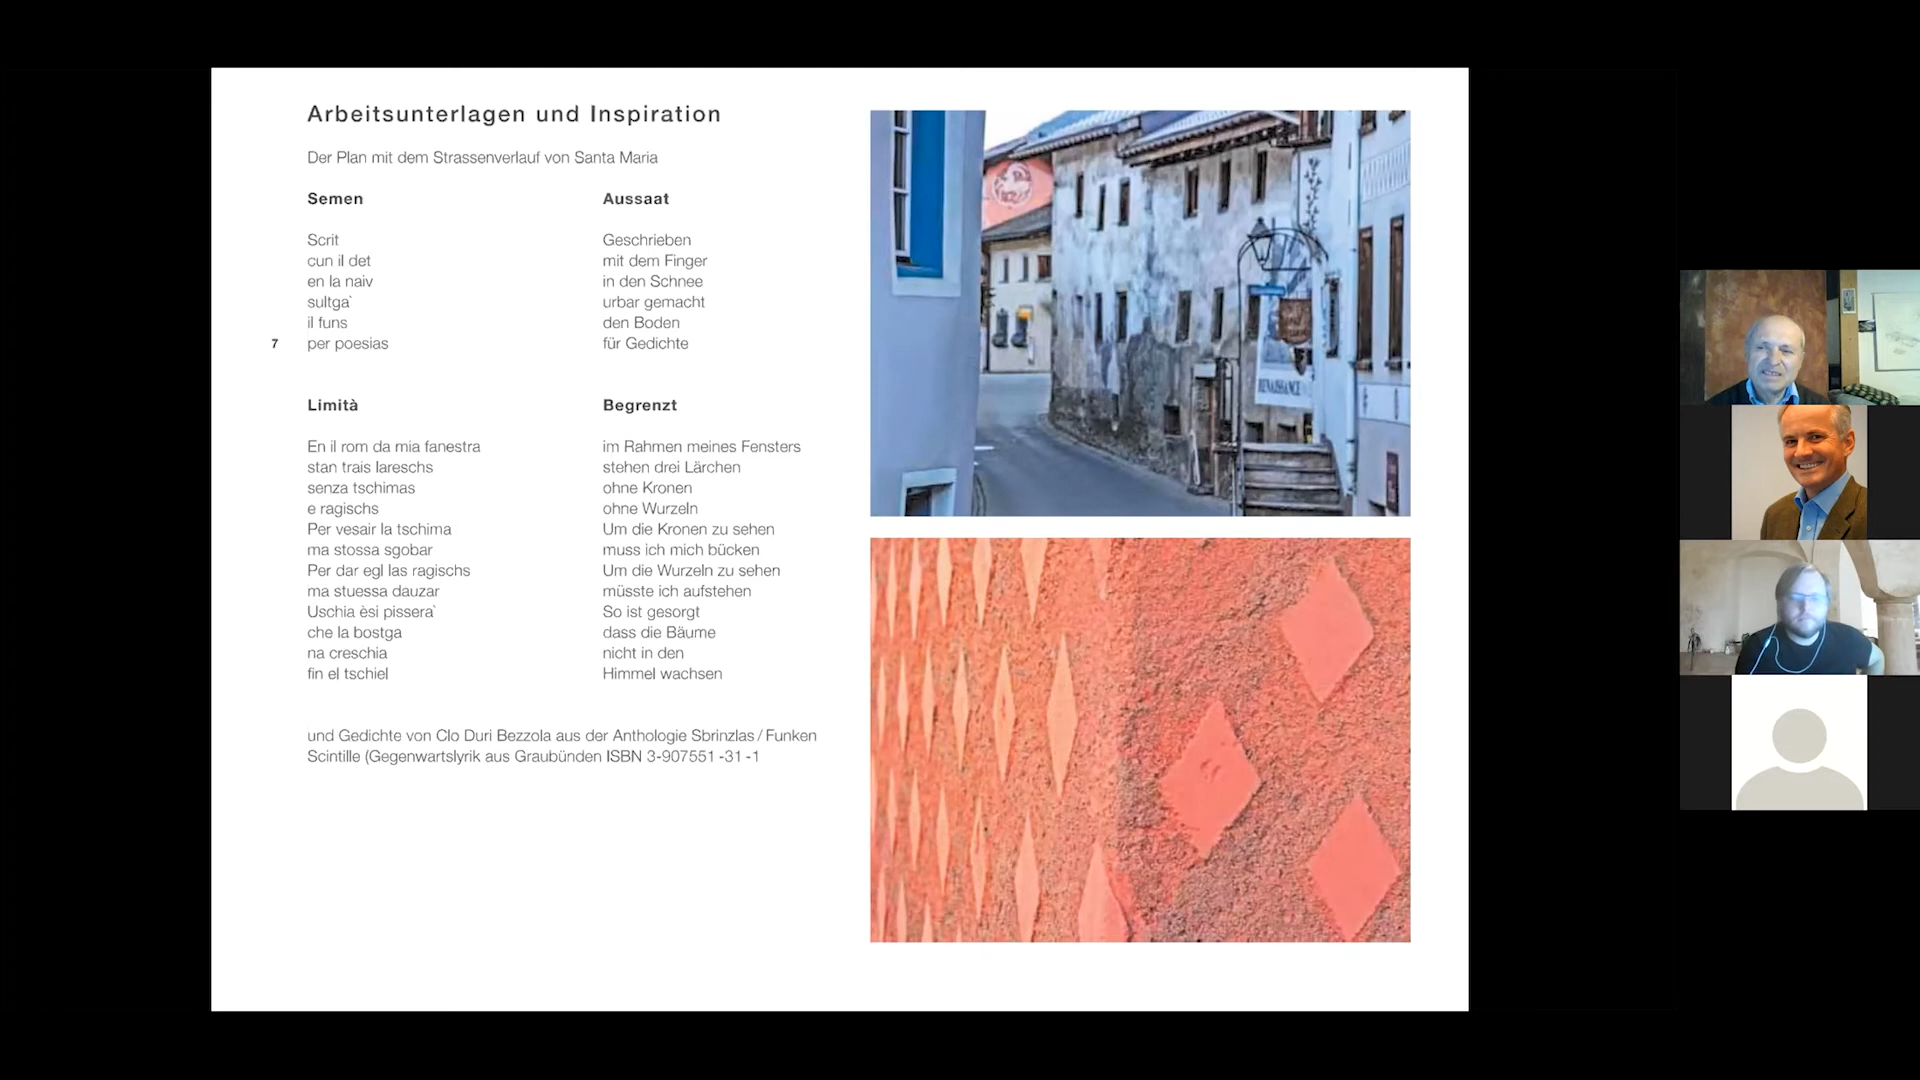 Arbeitsunterlagen und Inspiration
Der Plan mit dem Strassenverlauf von Santa Maria
Semen
Scrit
cun il det
en la naiv
sultga`
il funs
per poesias
7
Aussaat
Geschrieben
mit dem Finger
in den Schnee
urbar gemacht
den Boden
für Gedichte
Limità
En il rom da mia fanestra
stan trais lareschs
senza tschimas
e ragischs
Per vesair la tschima
ma stossa sgobar
Per dar egl las ragischs
ma stuessa dauzar
Uschia èsi pissera`
che la bostga
na creschia
fin el tschiel
Begrenzt
im Rahmen meines Fensters
stehen drei Lärchen
ohne Kronen
ohne Wurzeln
Um die Kronen zu sehen
muss ich mich bücken
Um die Wurzeln zu sehen
müsste ich aufstehen
So ist gesorgt
dass die Bäume
nicht in den
Himmel wachsen
und Gedichte von Clo Duri Bezzola aus der Anthologie Sbrinzlas / Funken
Scintille (Gegenwartslyrik aus Graubünden ISBN 3-907551 -31 -1
RENAISSANCE